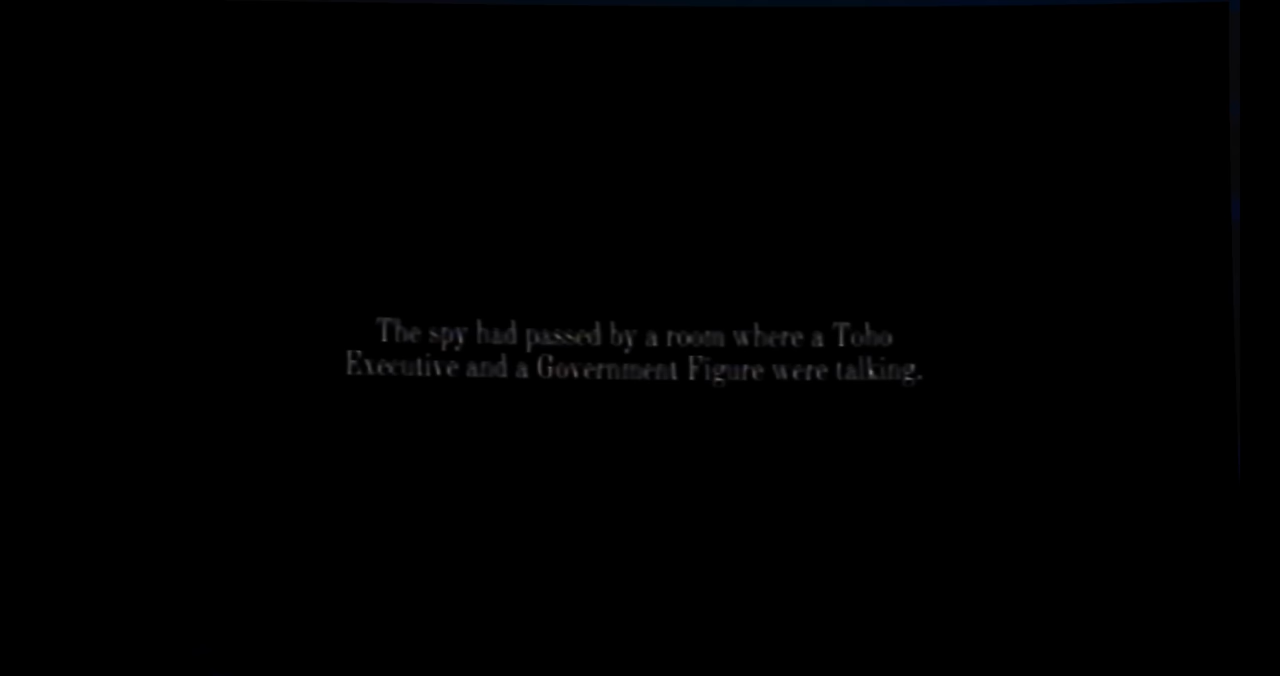 The spy had passed by a room where a Toho
Executive and a Government Figure were talking.